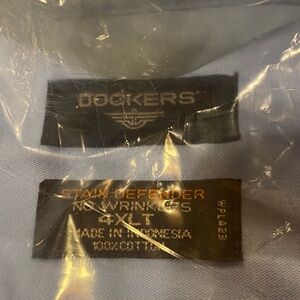 DOCKERS
STAIN DEFENDER
NO WRINKLES
4XLT
MADE IN INDONESIA
100% COTTON